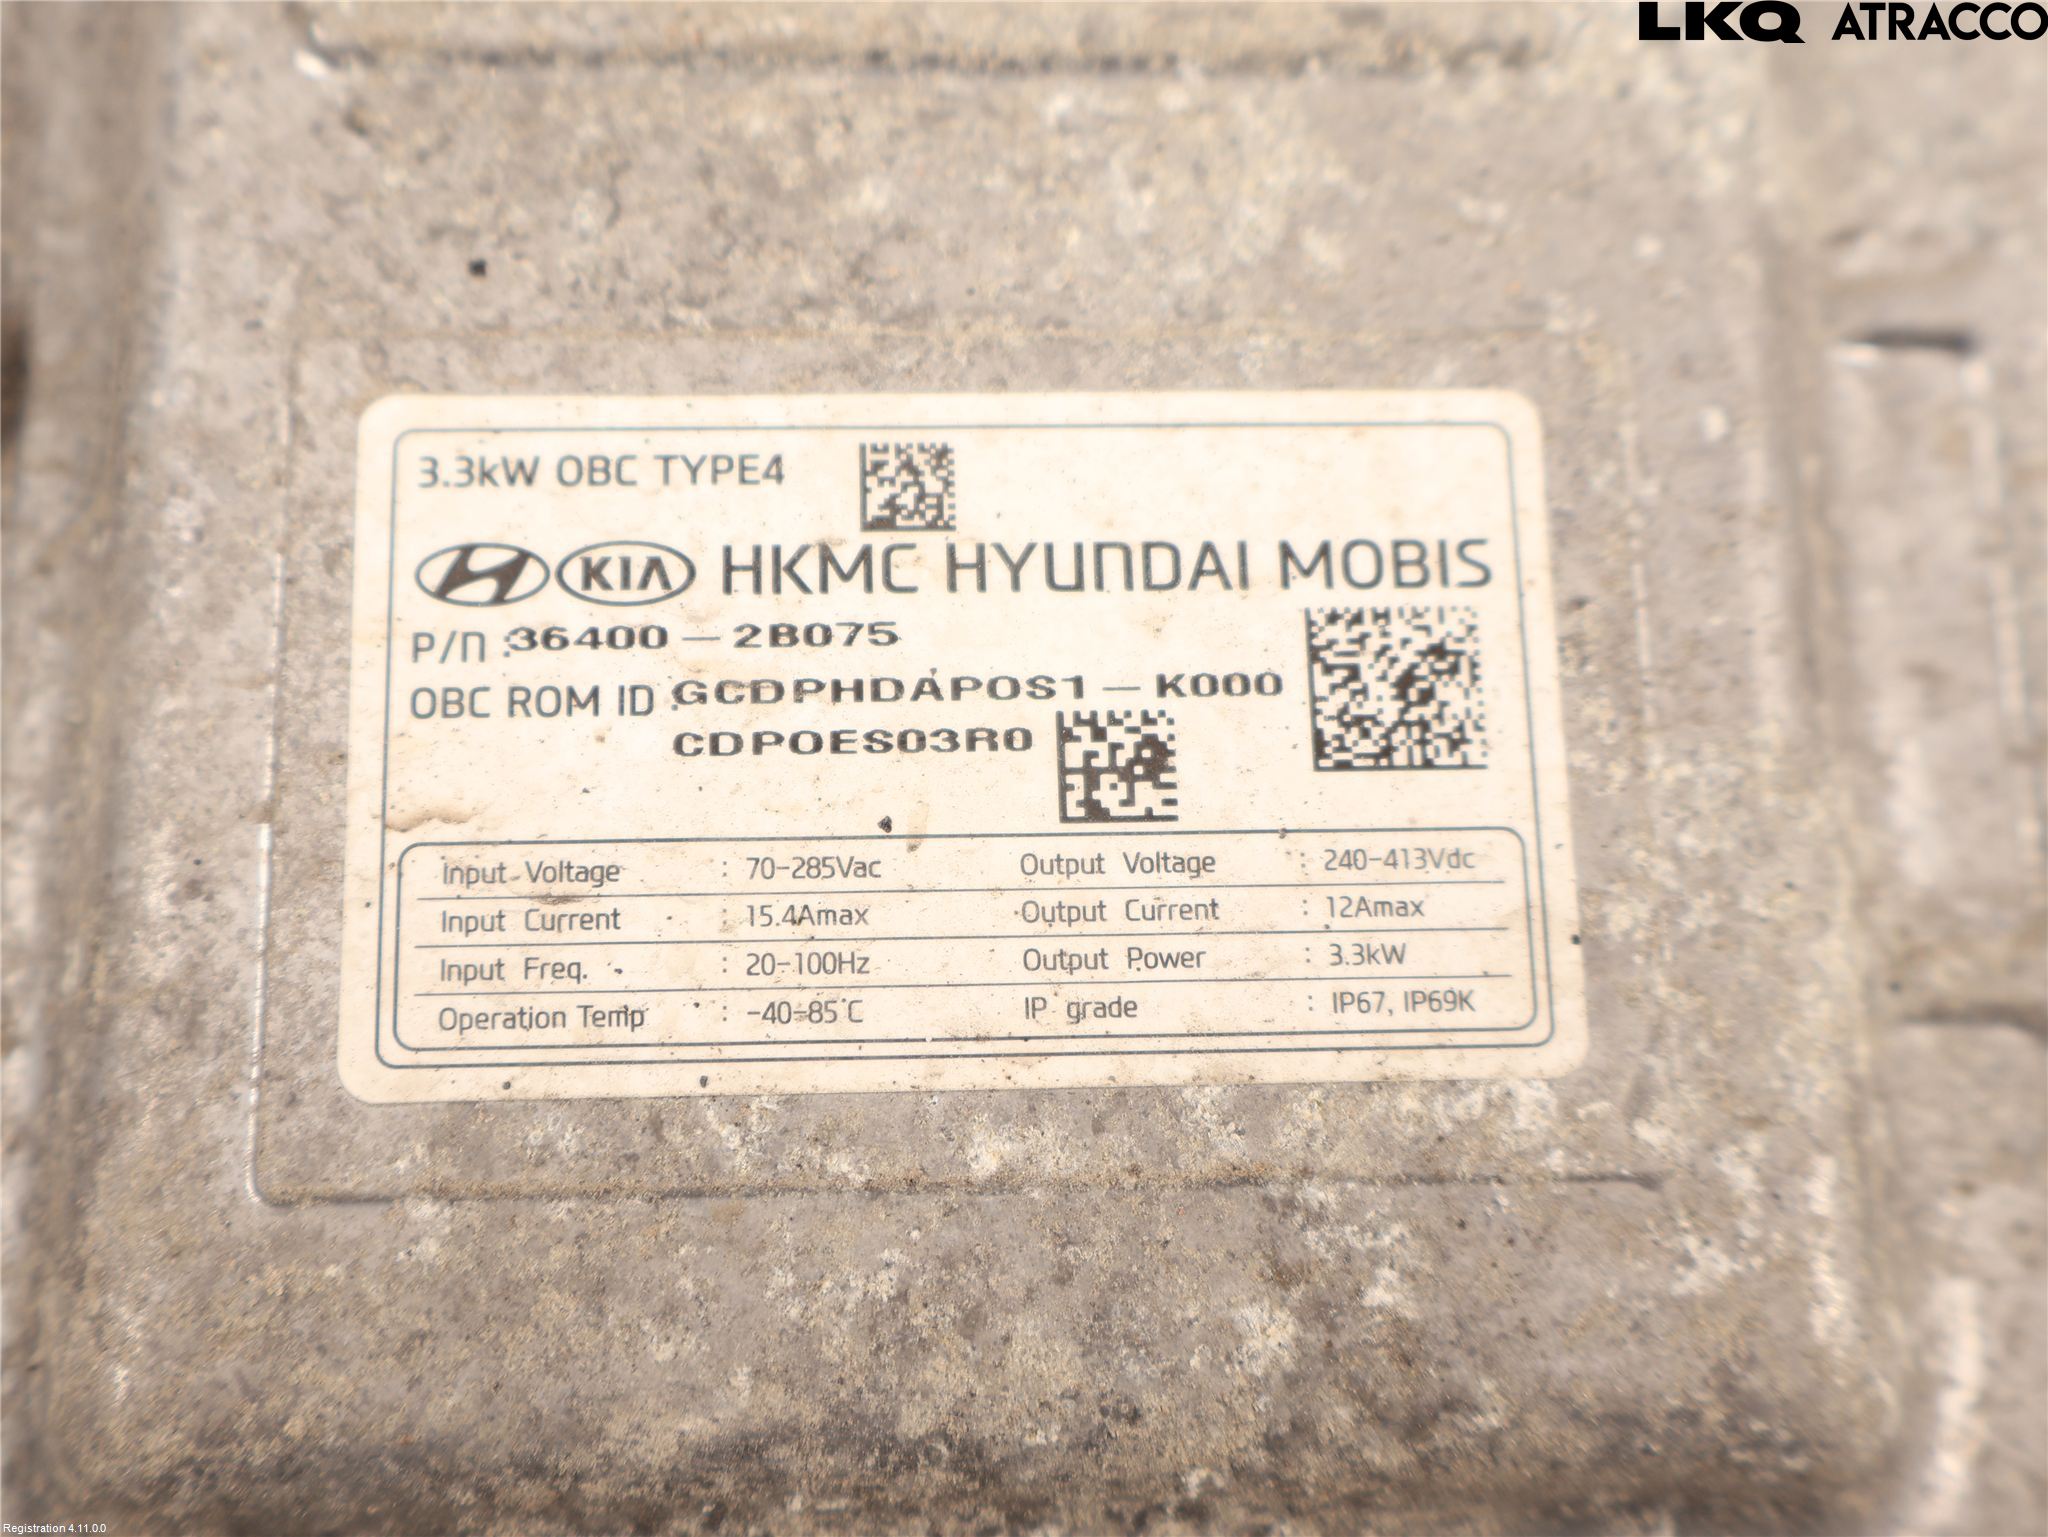 LKQ ATRACCO
3.3kW OBC TYPE4
KIA HKMC HYUNDAI MOBIS
P/N : 36400 - 2B075
OBC ROM ID : GCDPHDAPOS1 - K000
CDPOES03R0
Input Voltage : 70-285Vac Output Voltage : 240-413Vdc
Input Current : 15.4Amax Output Current : 12Amax
Input Freq. : 20-100Hz Output Power : 3.3kW
Operation Temp : -40-85°C IP grade : IP67, IP69K
Registration 4.11.0.0